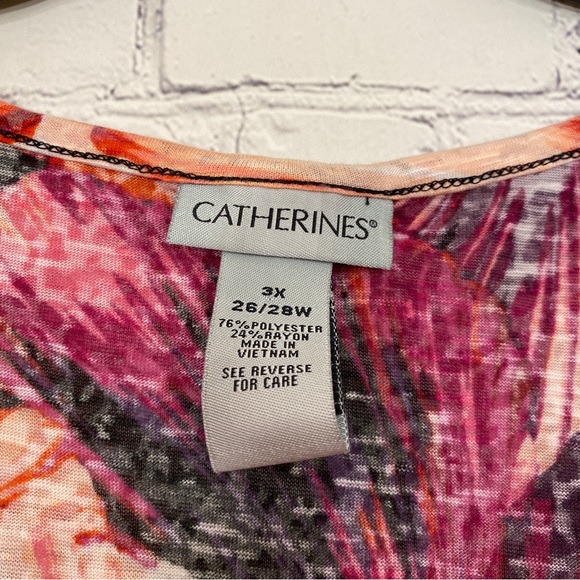 CATHERINES®
3X
26/28W
76%POLYESTER
24%RAYON
MADE IN
VIETNAM
SEE REVERSE
FOR CARE